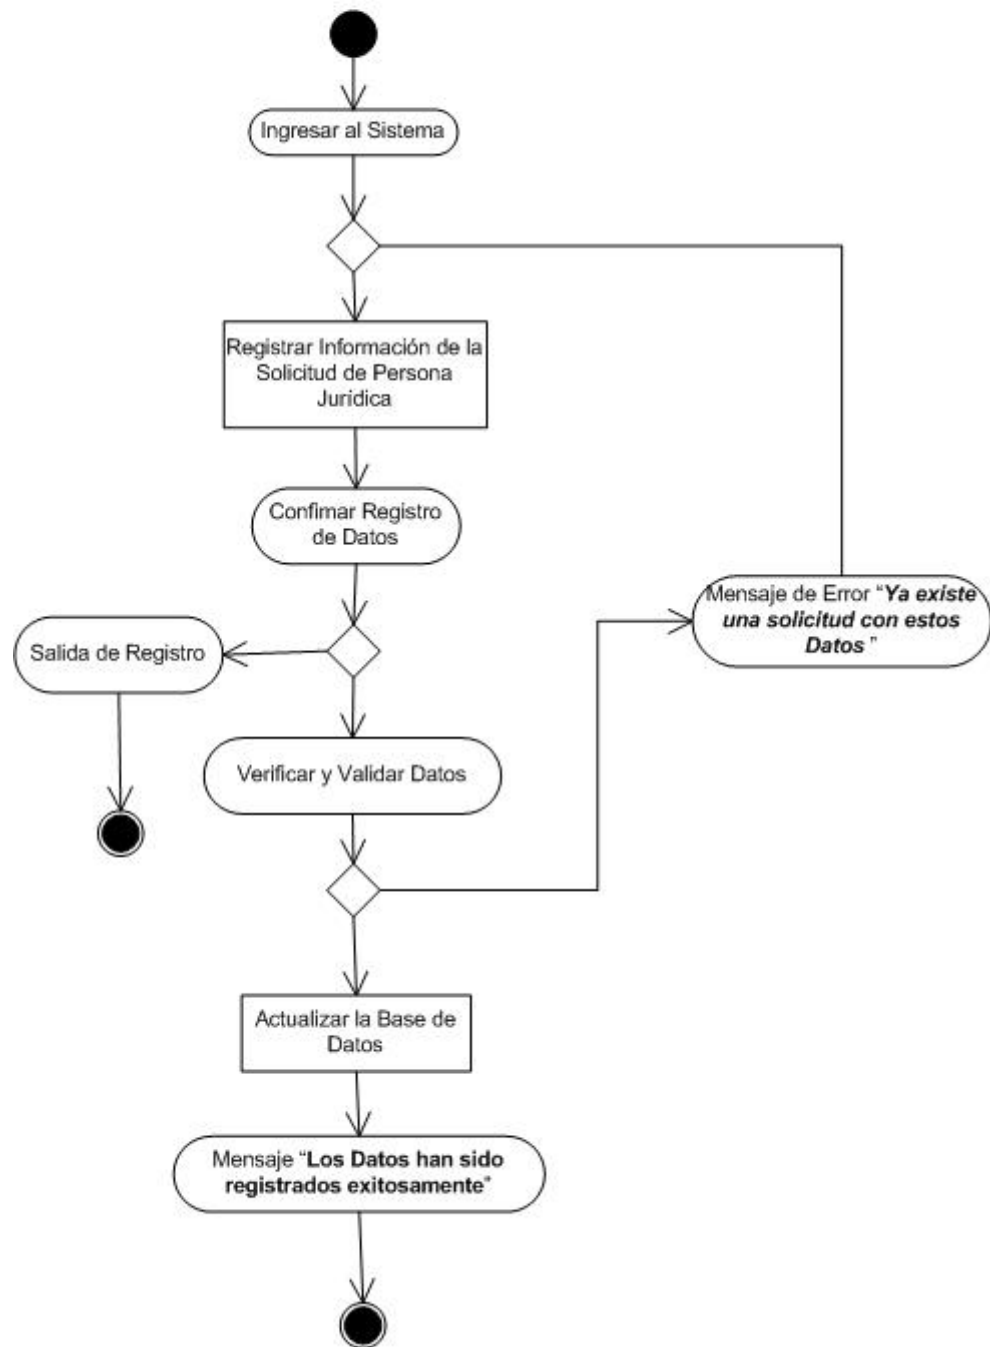 Ingresar al Sistema
Registrar Información de la
Solicitud de Persona
Jurídica
Confimar Registro
de Datos
Salida de Registro
Mensaje de Error “Ya existe
una solicitud con estos
Datos ”
Verificar y Validar Datos
Actualizar la Base de
Datos
Mensaje “Los Datos han sido
registrados exitosamente”